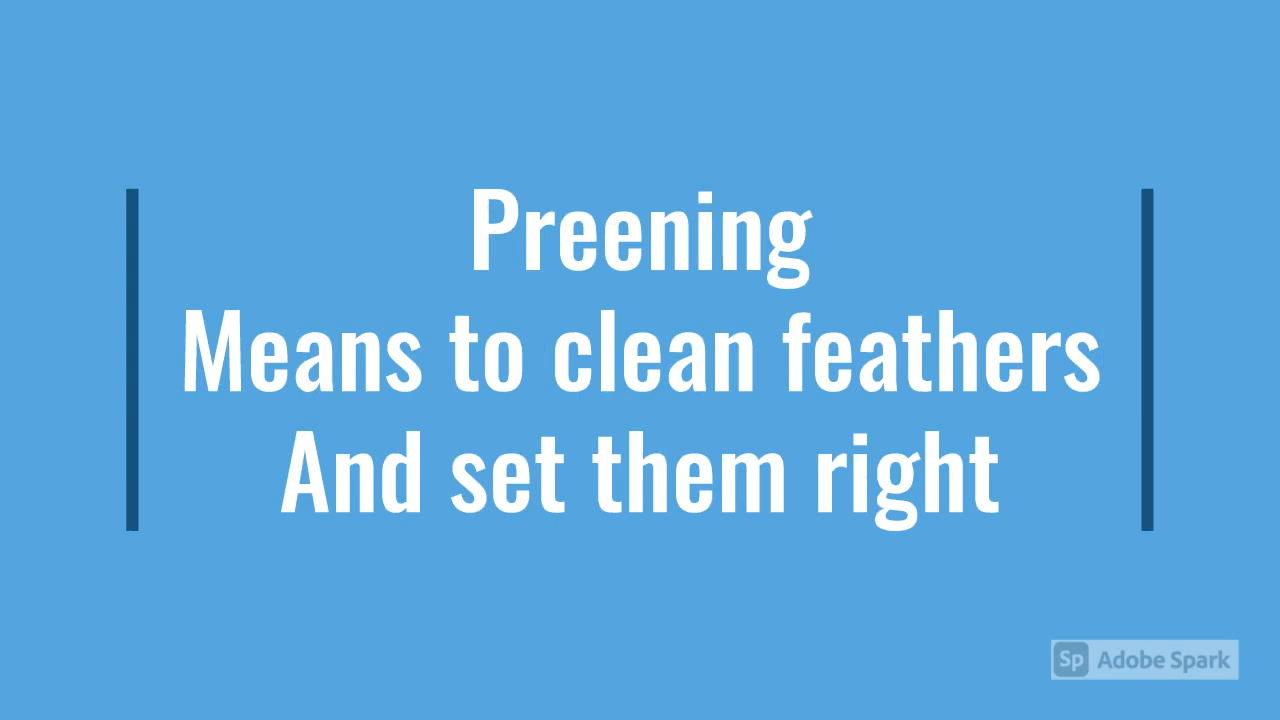 Preening
Means to clean feathers
And set them right
Sp Adobe Spark